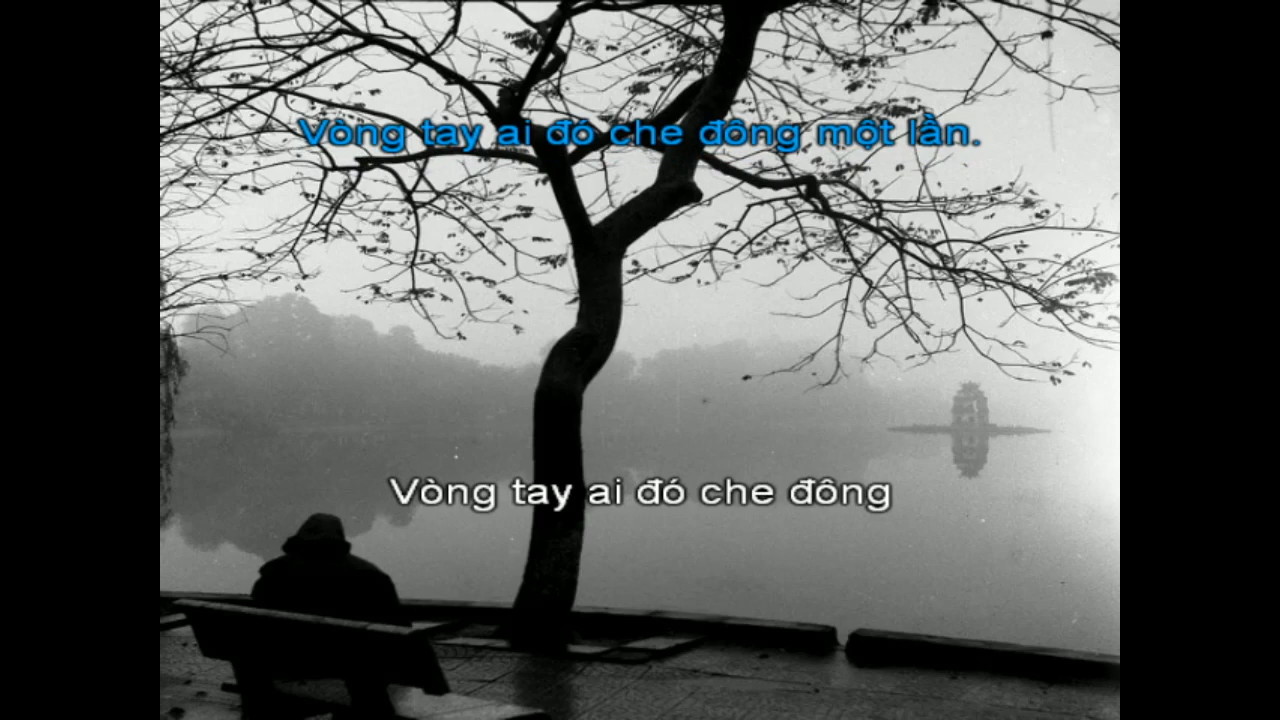 Vòng tay ai đó che đông một lần.
Vòng tay ai đó che đông